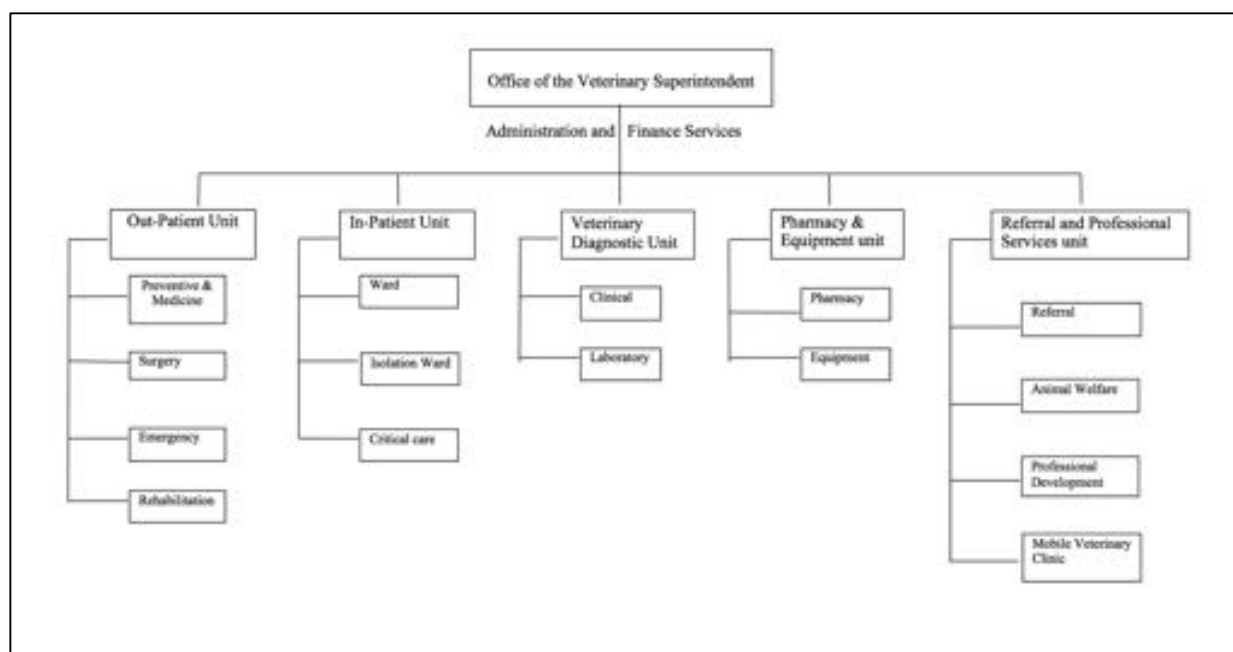 Office of the Veterinary Superintendent
Administration and Finance Services
Out-Patient Unit
Preventive &
Medicine
Surgery
Emergency
Rehabilitation
In-Patient Unit
Ward
Isolation Ward
Critical care
Veterinary
Diagnostic Unit
Clinical
Laboratory
Pharmacy &
Equipment unit
Pharmacy
Equipment
Referral and Professional
Services unit
Referral
Animal Welfare
Professional
Development
Mobile Veterinary
Clinic